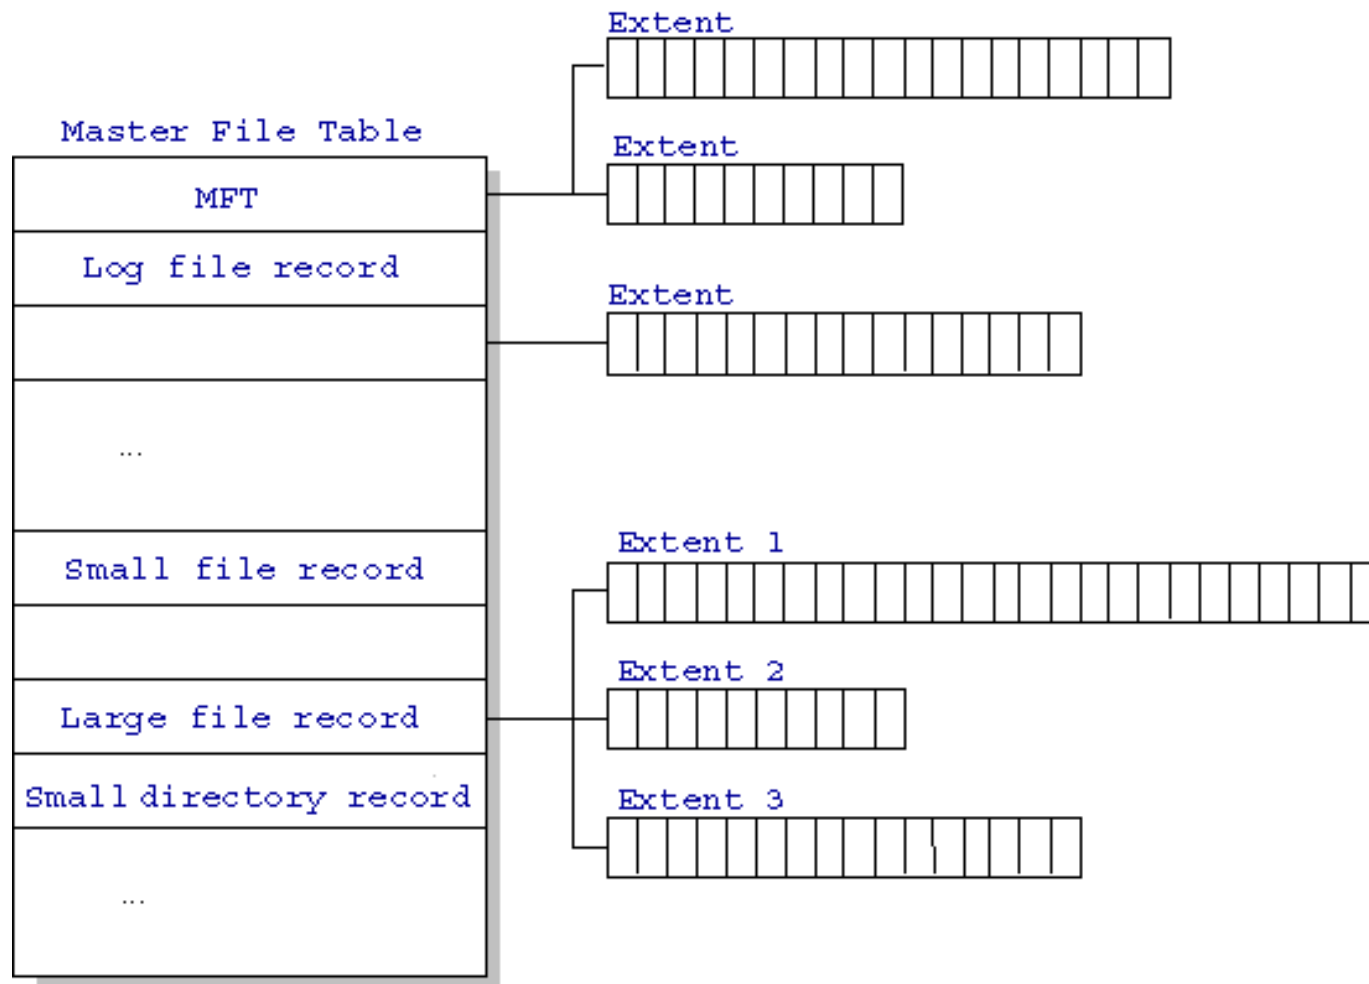 Extent
Master File Table
Extent
MFT
Log file record
Extent
...
Extent 1
Small file record
Extent 2
Large file record
Small directory record
Extent 3
...